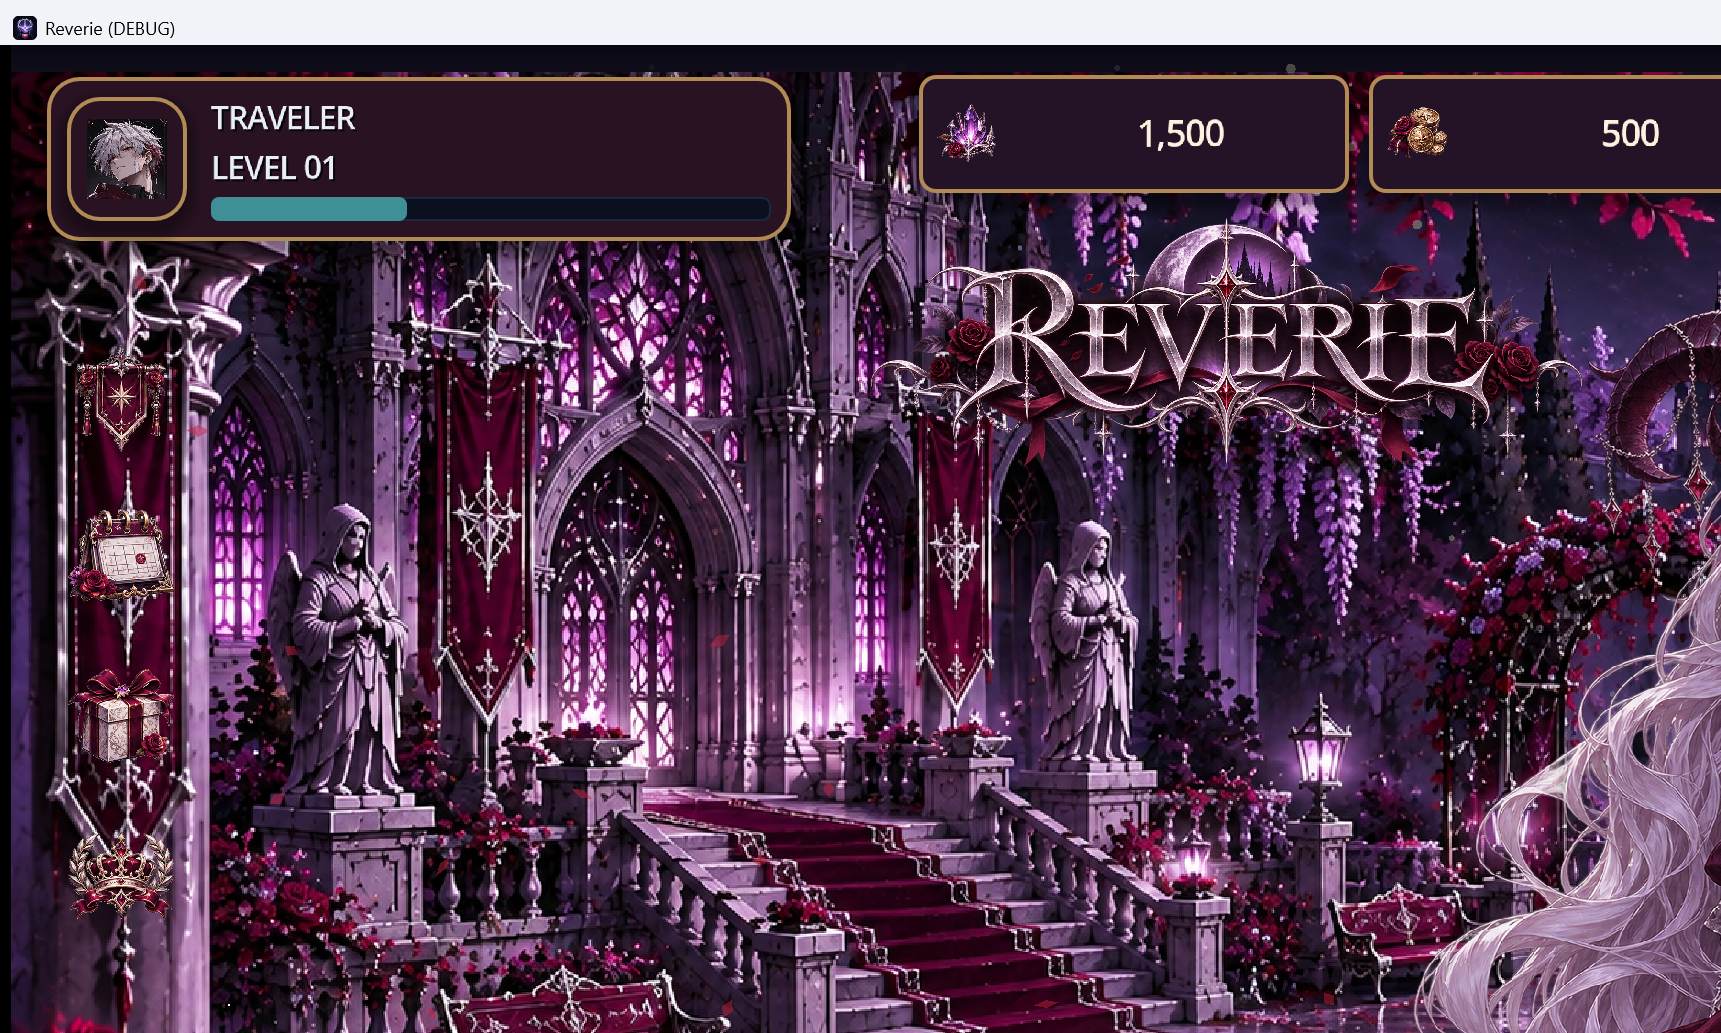 Reverie (DEBUG)
TRAVELER
LEVEL 01
1,500
500
REVERIE